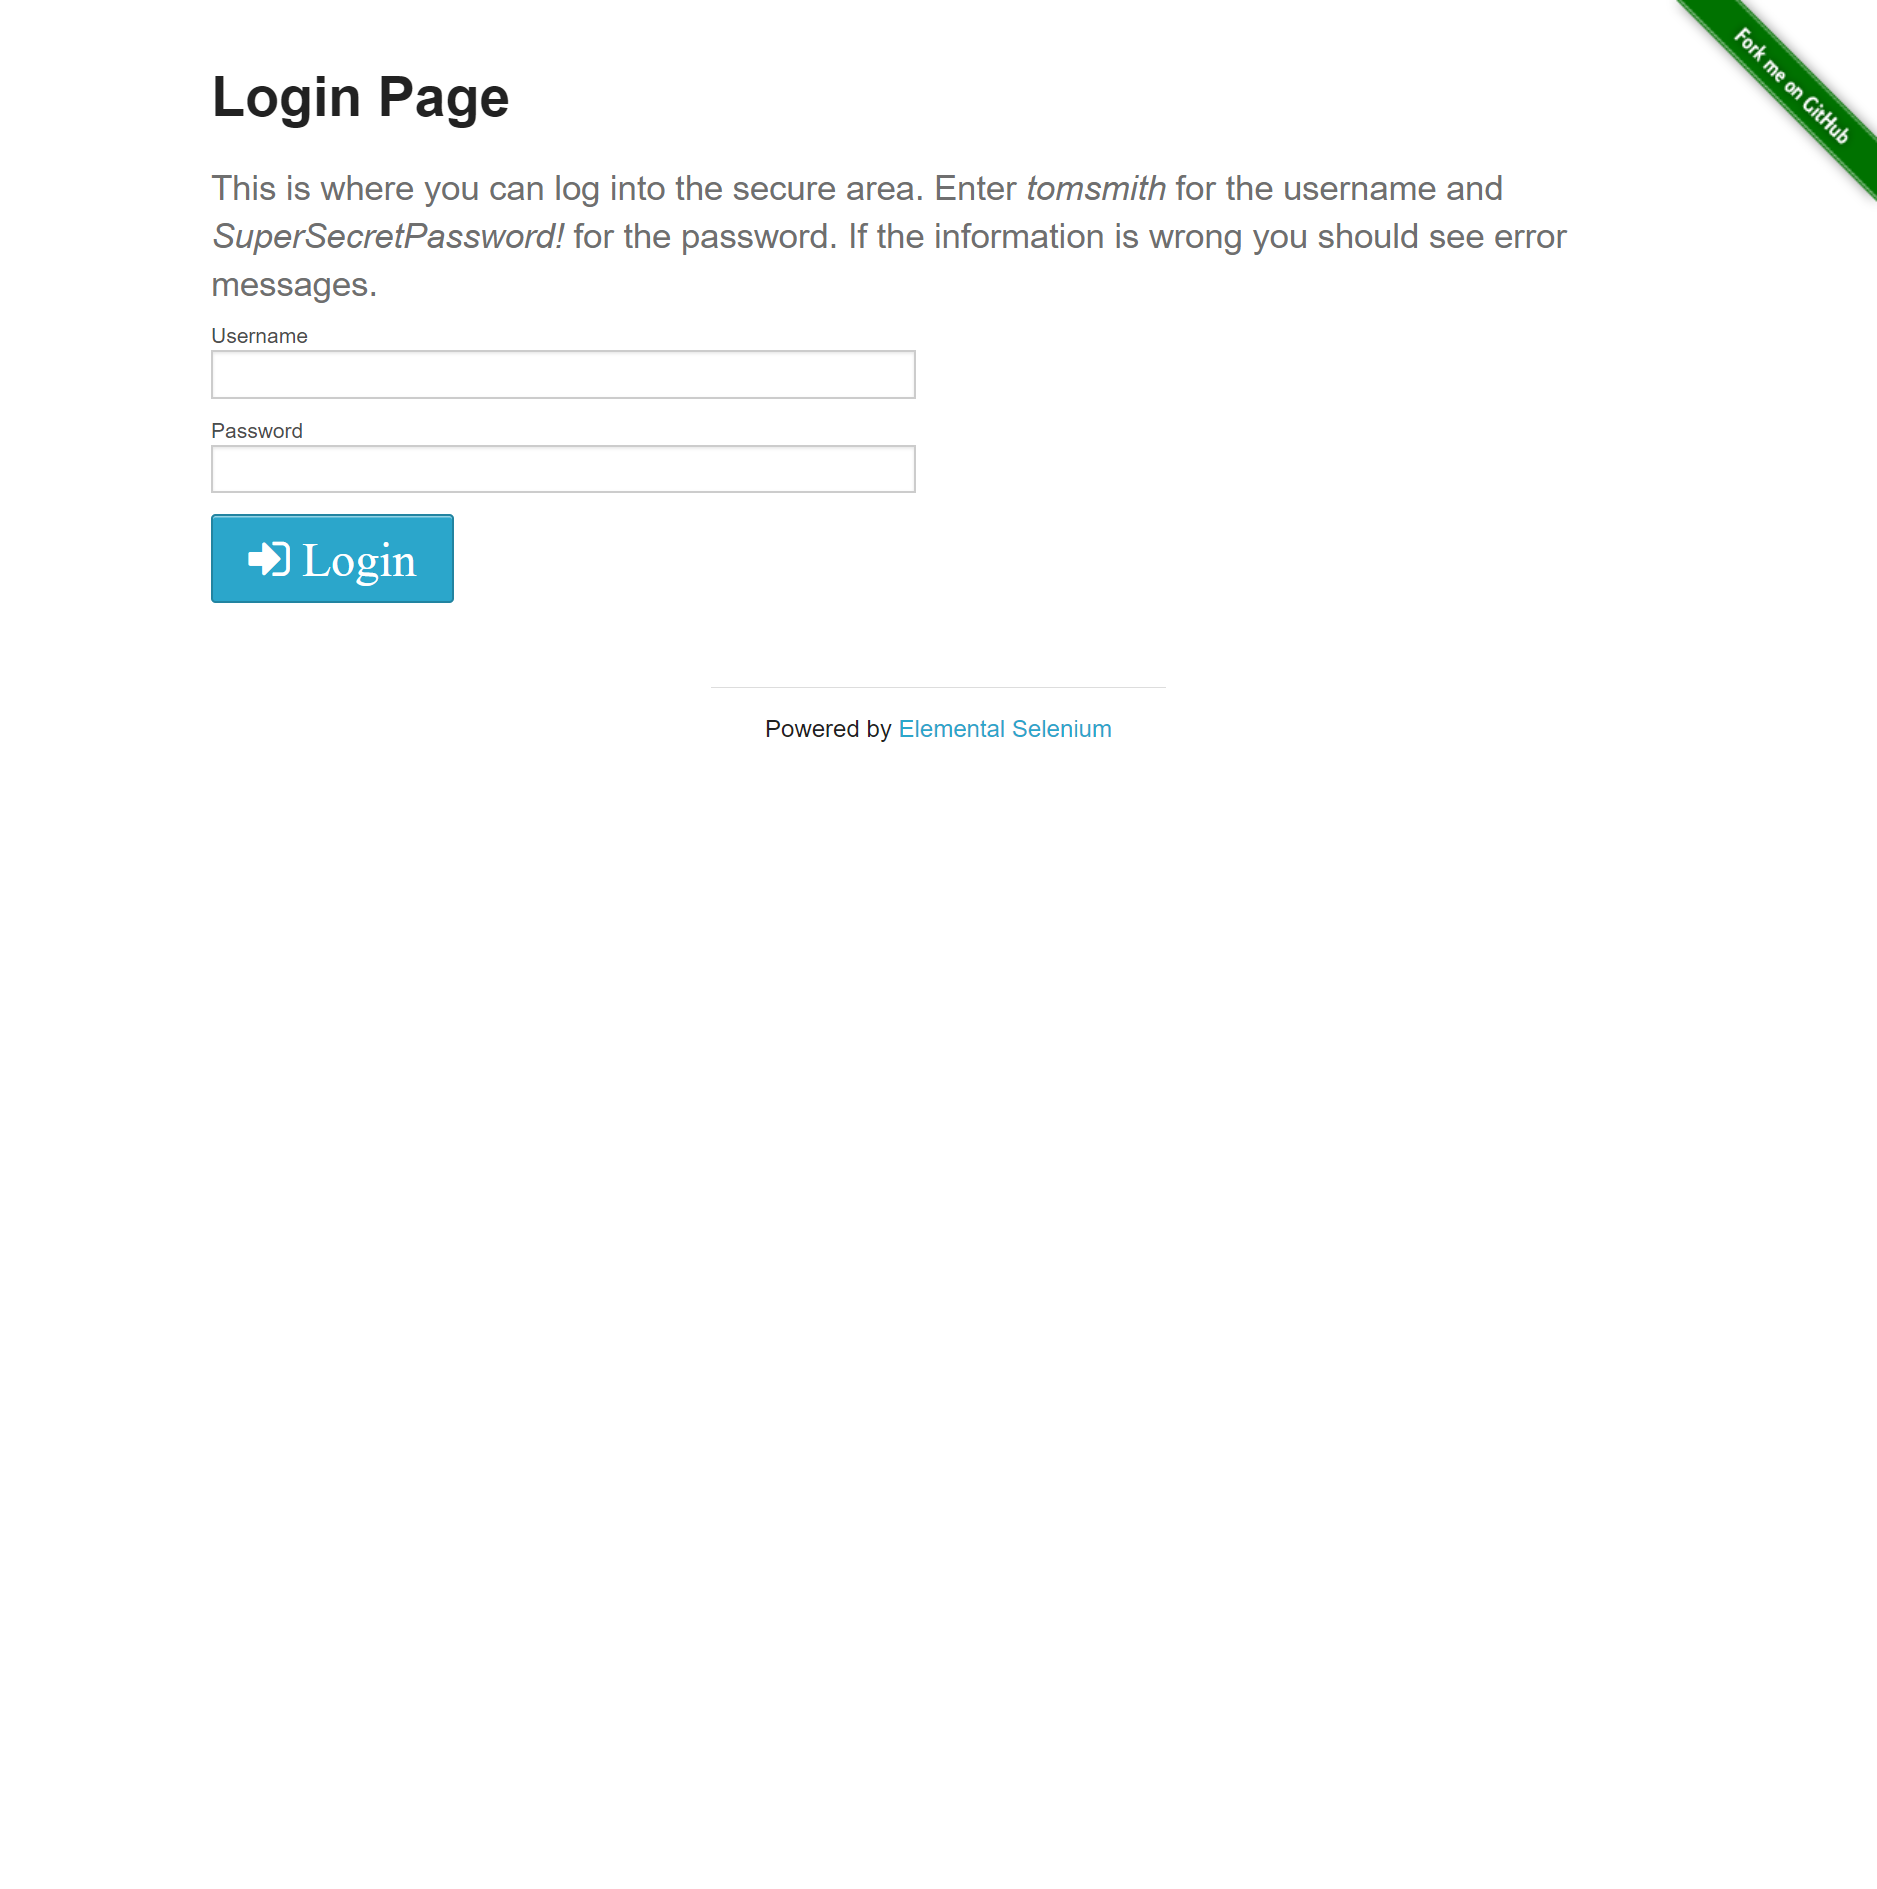 Fork me on GitHub
Login Page
This is where you can log into the secure area. Enter tomsmith for the username and
SuperSecretPassword! for the password. If the information is wrong you should see error
messages.
Username
Password
Login
Powered by Elemental Selenium